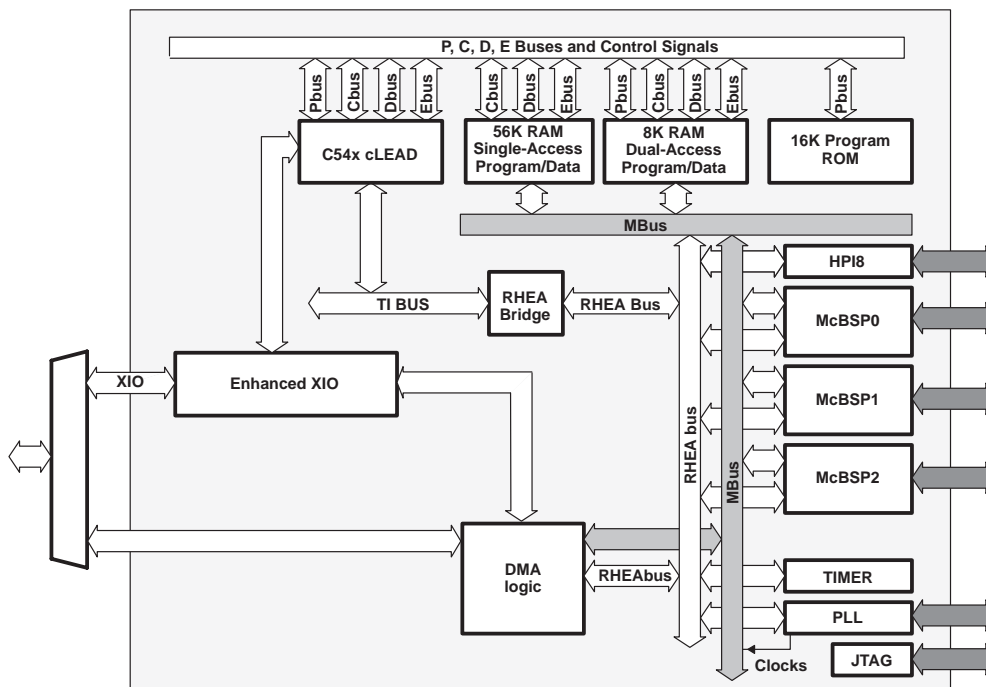 P, C, D, E Buses and Control Signals
Pbus
Cbus
Dbus
Ebus
Cbus
Dbus
Ebus
Pbus
Cbus
Dbus
Ebus
Pbus
C54x cLEAD
56K RAM
Single-Access
Program/Data
8K RAM
Dual-Access
Program/Data
16K Program
ROM
MBus
HPI8
TI BUS
RHEA
Bridge
RHEA Bus
McBSP0
XIO
Enhanced XIO
McBSP1
RHEA bus
MBus
McBSP2
DMA
logic
RHEAbus
TIMER
PLL
Clocks
JTAG